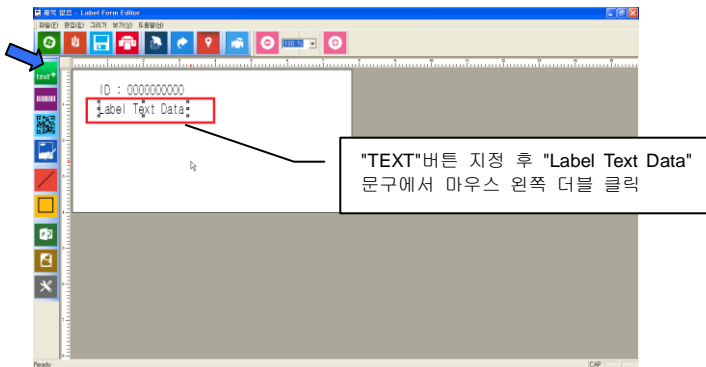 제목 없음 - Label Form Editor
파일(F) 편집(E) 그리기 보기(V) 도움말(H)
100 %
text+
ID : 0000000000
Label Text Data
"TEXT"버튼 지정 후 "Label Text Data"
문구에서 마우스 왼쪽 더블 클릭
Ready
CAP